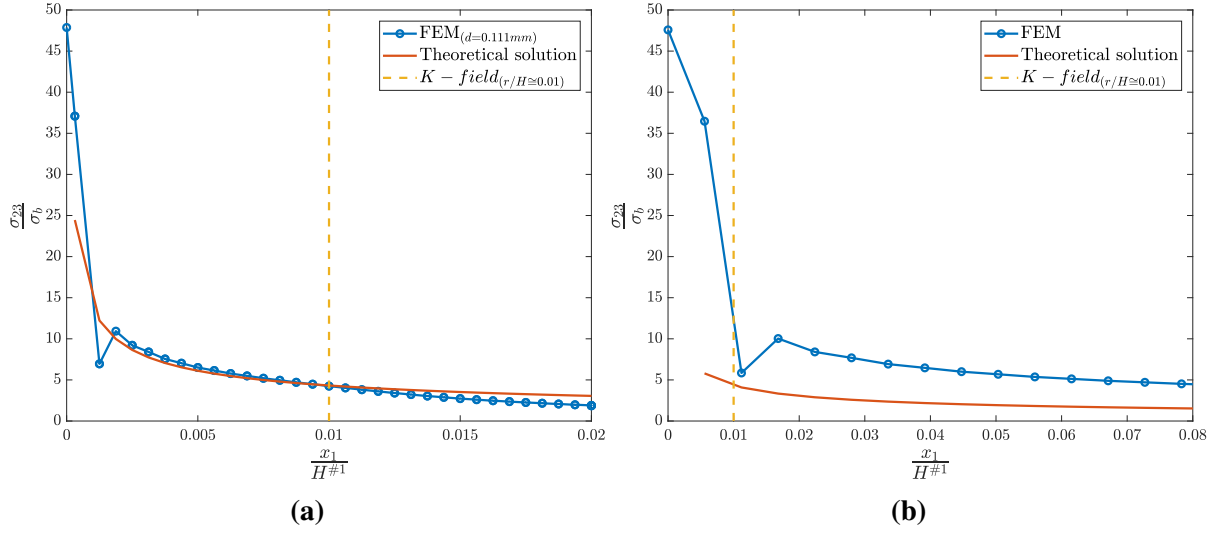 50
45
40
35
30
25
20
15
10
5
0
σ23/σb
0 0.005 0.01 0.015 0.02
x1/H#1
FEM(d=0.111mm)
Theoretical solution
K − field(r/H≅0.01)
(a)
50
45
40
35
30
25
20
15
10
5
0
σ23/σb
0 0.01 0.02 0.03 0.04 0.05 0.06 0.07 0.08
x1/H#1
FEM
Theoretical solution
K − field(r/H≅0.01)
(b)